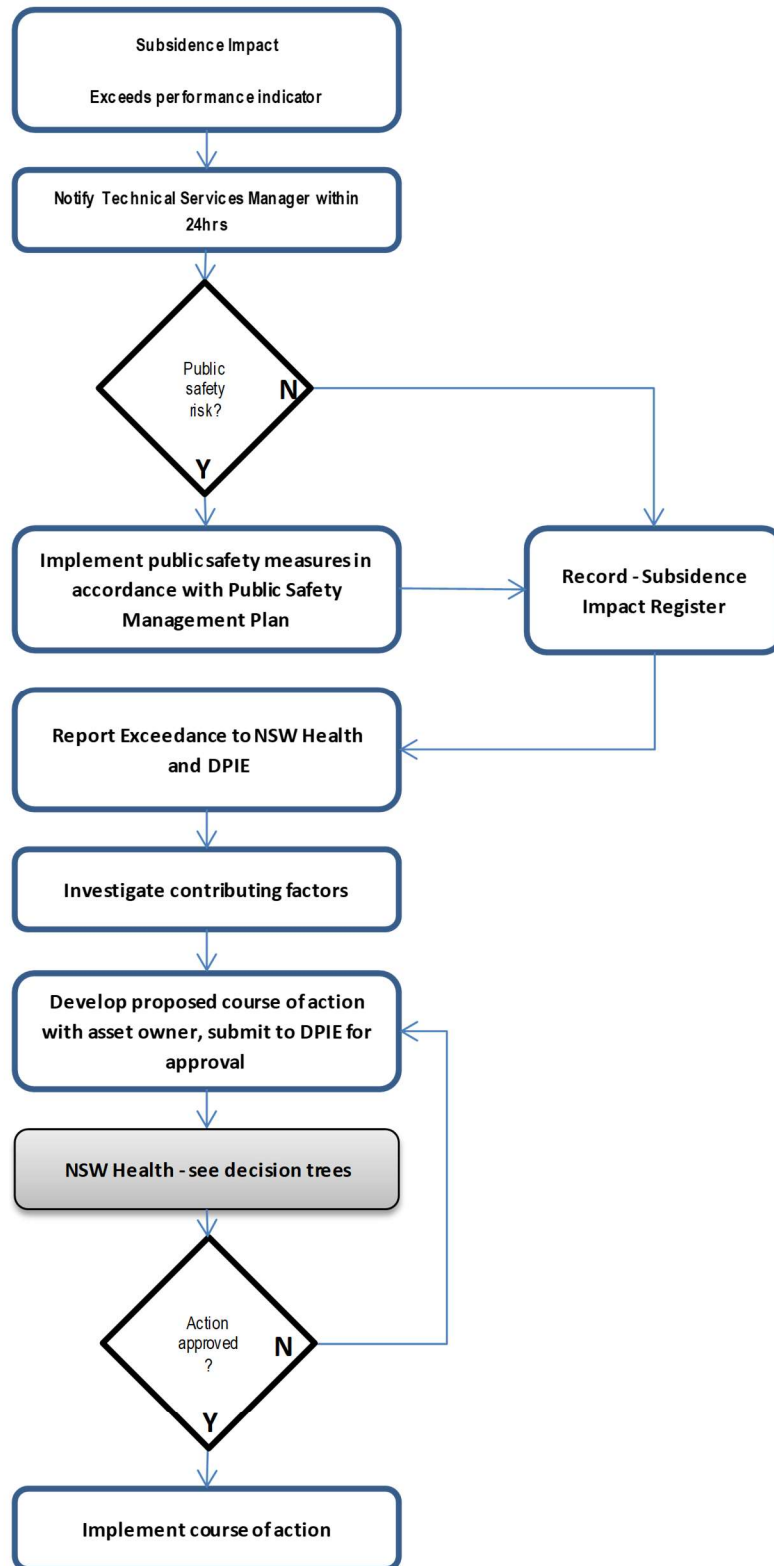 Subsidence Impact
Exceeds performance indicator
Notify Technical Services Manager within
24hrs
Public
safety
risk?
N
Y
Implement public safety measures in
accordance with Public Safety
Management Plan
Record - Subsidence
Impact Register
Report Exceedance to NSW Health
and DPIE
Investigate contributing factors
Develop proposed course of action
with asset owner, submit to DPIE for
approval
NSW Health - see decision trees
Action
approved
?
N
Y
Implement course of action